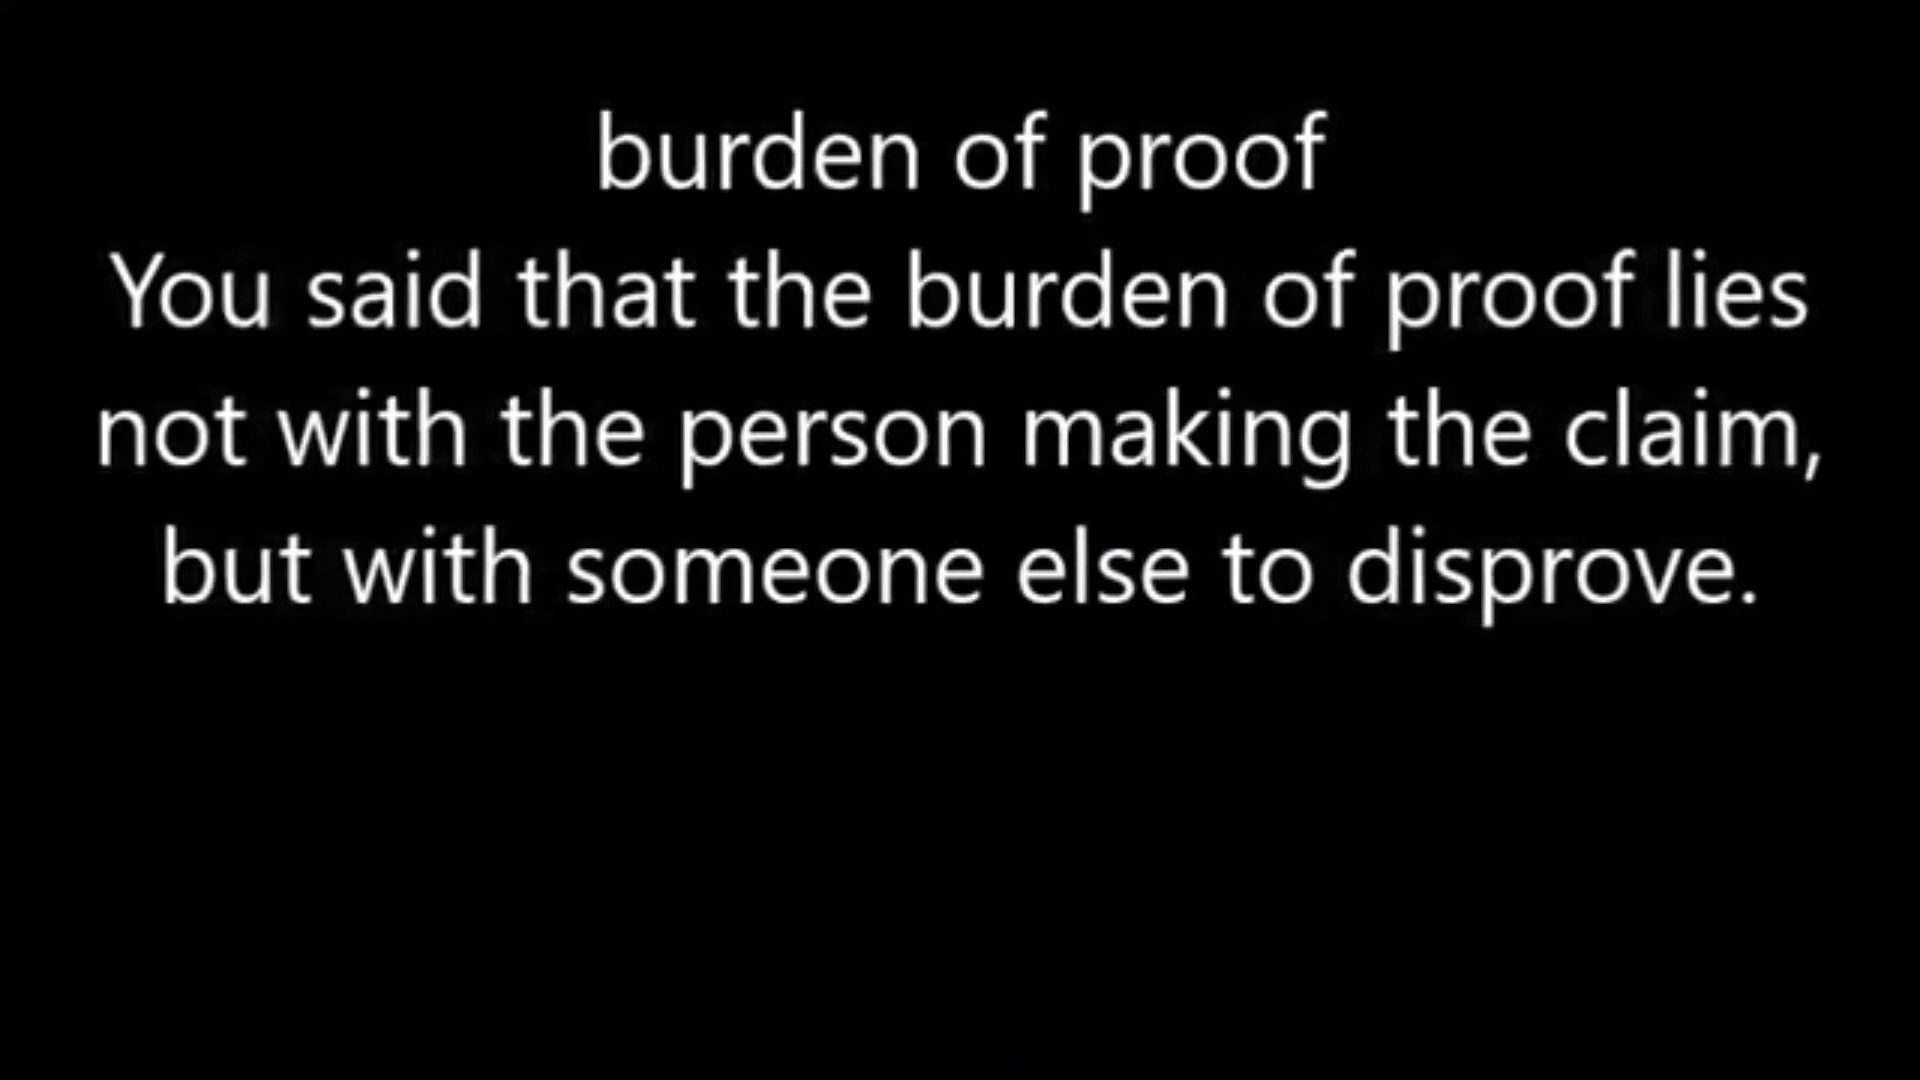 burden of proof
You said that the burden of proof lies
not with the person making the claim,
but with someone else to disprove.